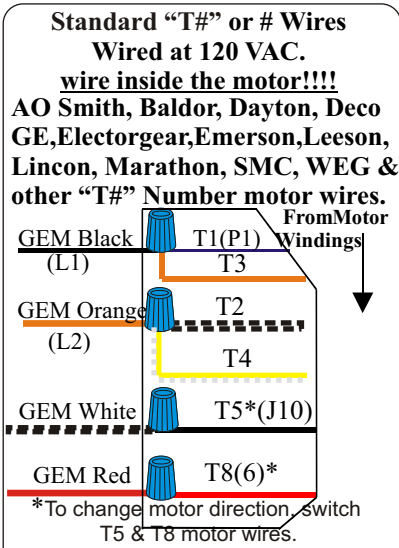 Standard “T#” or # Wires
Wired at 120 VAC.
wire inside the motor!!!!
AO Smith, Baldor, Dayton, Deco
GE,Electorgear,Emerson,Leeson,
Lincon, Marathon, SMC, WEG &
other “T#” Number motor wires.
FromMotor
Windings
GEM Black T1(P1)
(L1) T3
GEM Orange T2
(L2)
T4
GEM White T5*(J10)
GEM Red T8(6)*
*To change motor direction, switch
T5 & T8 motor wires.